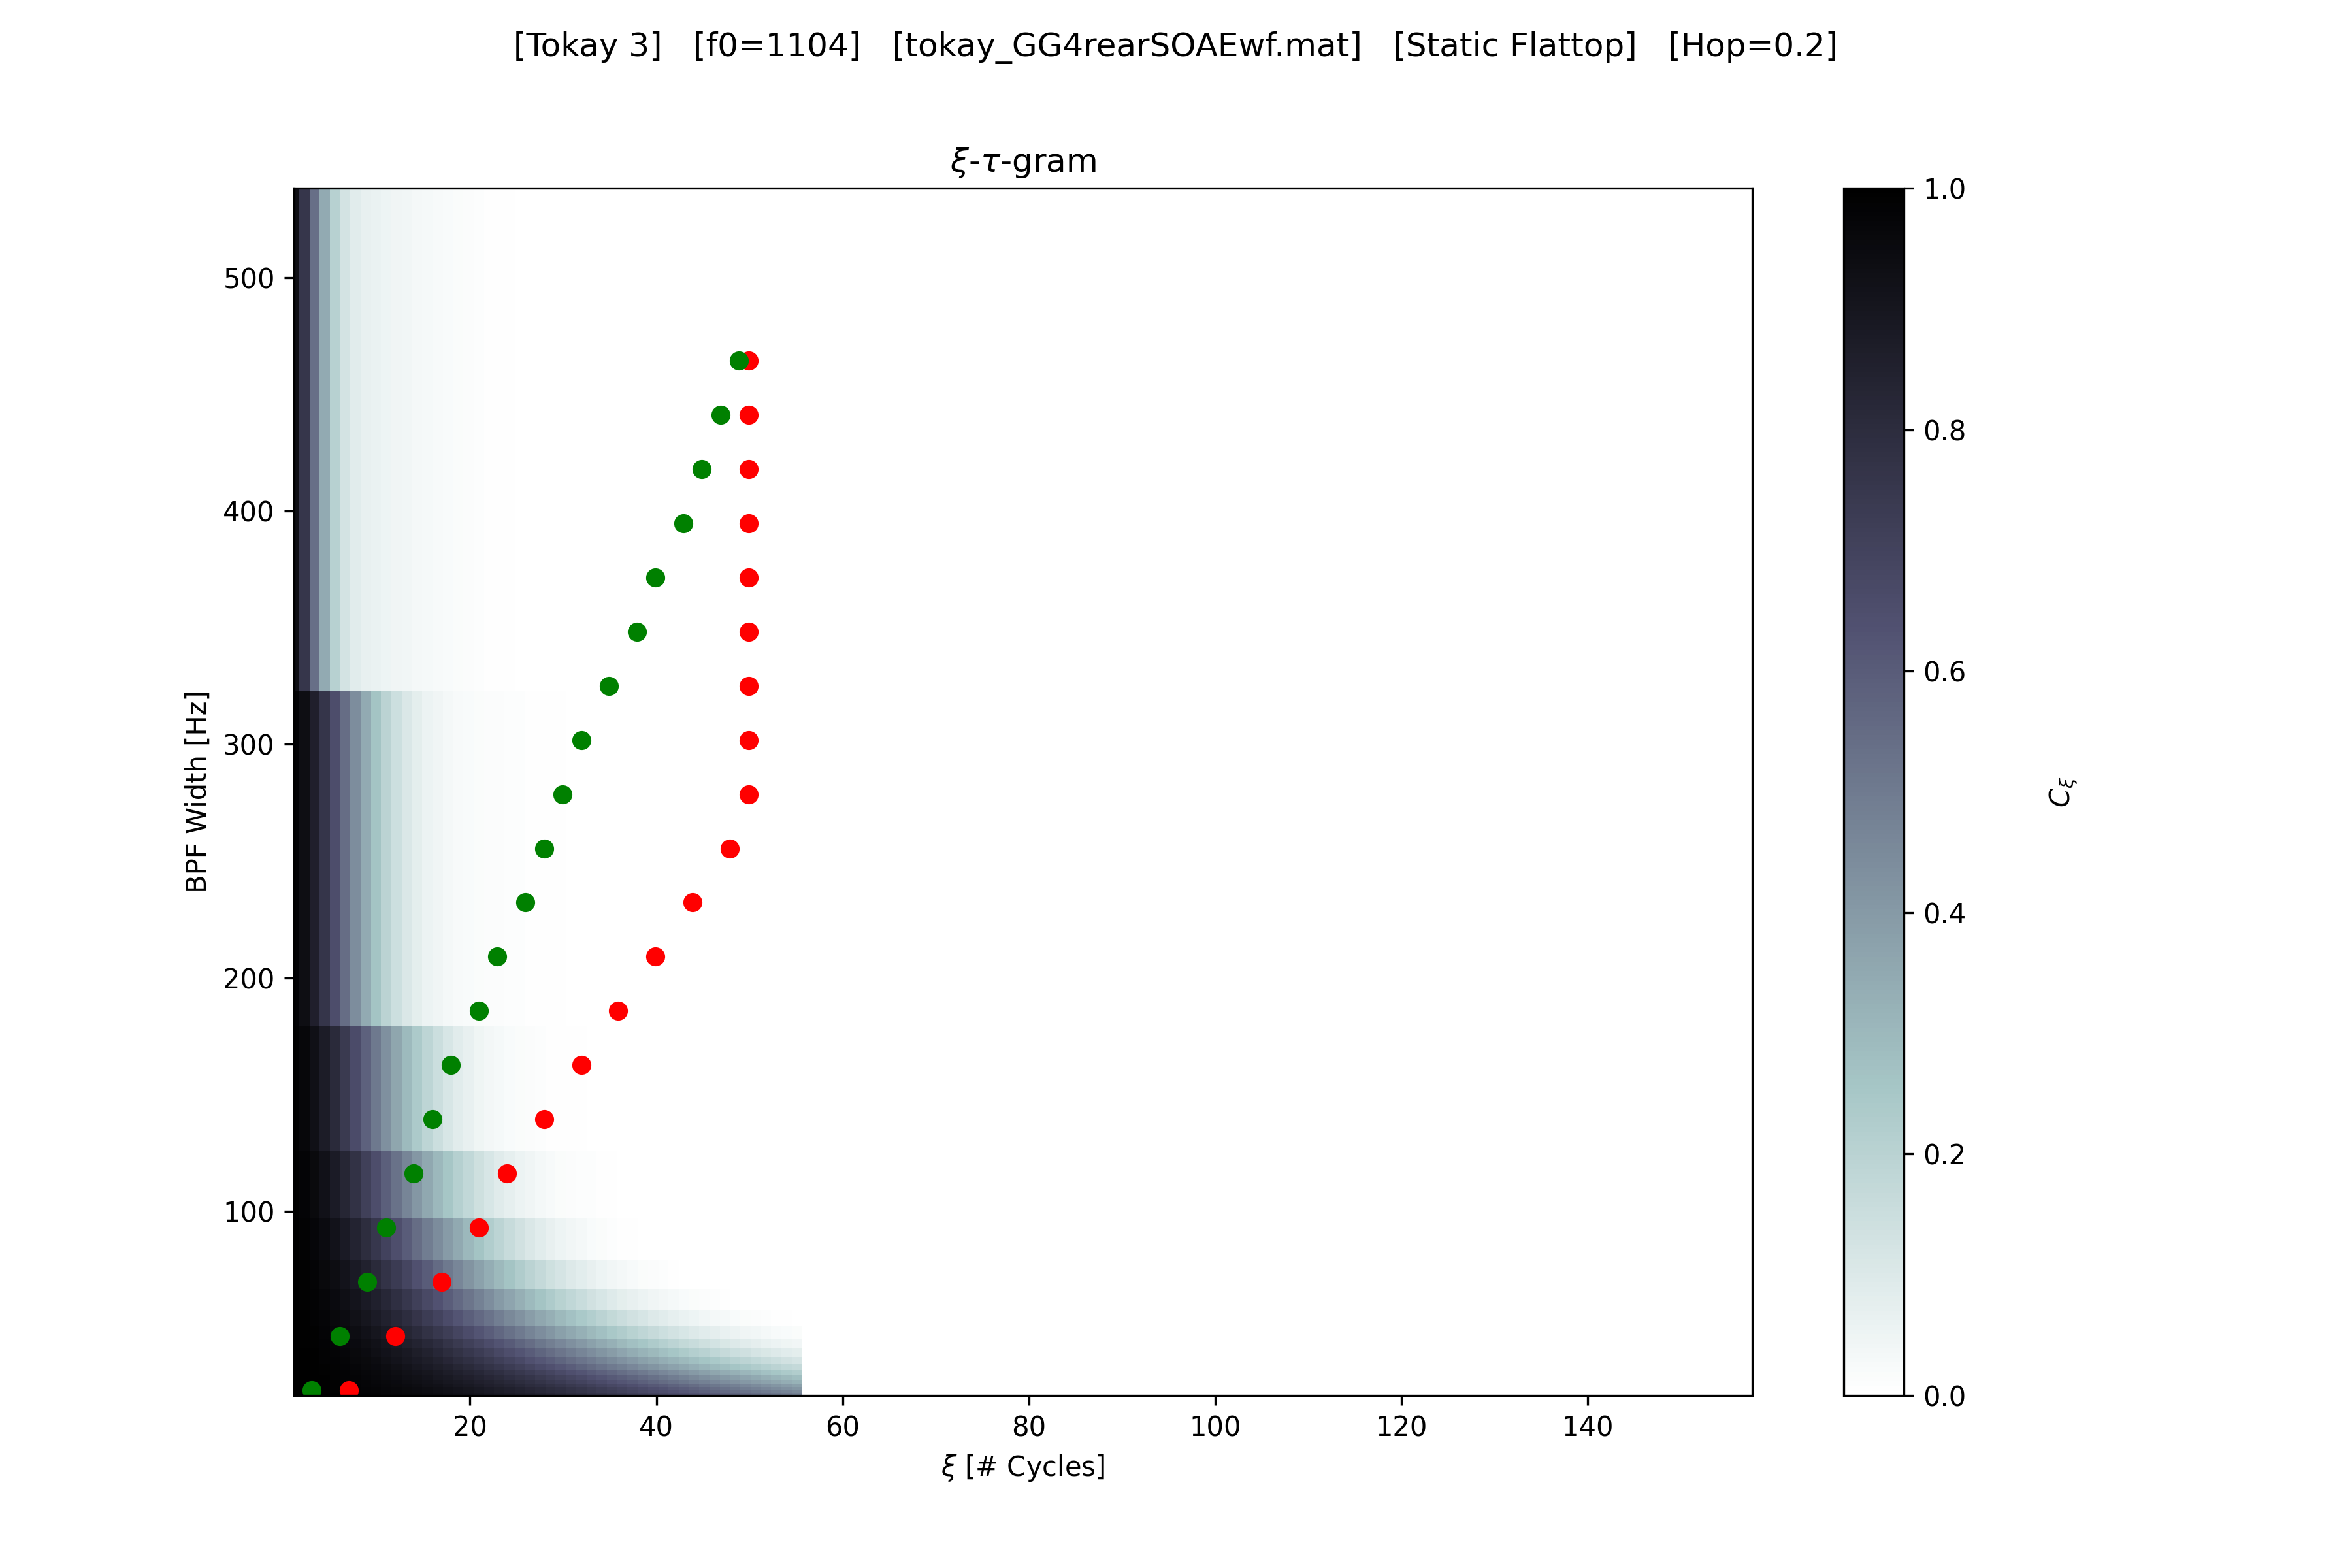 [Tokay 3] [f0=1104] [tokay_GG4rearSOAEwf.mat] [Static Flattop] [Hop=0.2]
ξ-τ-gram
BPF Width [Hz]
500
400
300
200
100
20 40 60 80 100 120 140
ξ [# Cycles]
1.0
0.8
0.6
0.4
0.2
0.0
Cξ